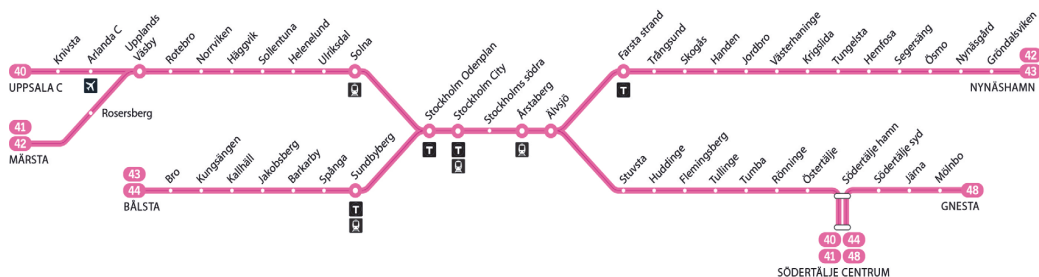 40
UPPSALA C
Knivsta
Arlanda C
Upplands
Väsby
Rotebro
Norrviken
Häggvik
Sollentuna
Helenelund
Ulriksdal
Solna
41
42
MÄRSTA
Rosersberg
43
44
BÅLSTA
Bro
Kungsängen
Kallhäll
Jakobsberg
Barkarby
Spånga
Sundbyberg
T
Stockholm Odenplan
T
Stockholm City
T
Stockholms södra
Årstaberg
Älvsjö
Farsta strand
T
Trångsund
Skogås
Handen
Jordbro
Västerhaninge
Krigslida
Tungelsta
Hemfosa
Segersäng
Ösmo
Nynäsgård
Gröndalsviken
42
43
NYNÄSHAMN
Stuvsta
Huddinge
Flemingsberg
Tullinge
Tumba
Rönninge
Östertälje
Södertälje hamn
Södertälje syd
Järna
Mölnbo
48
GNESTA
40 44
41 48
SÖDERTÄLJE CENTRUM